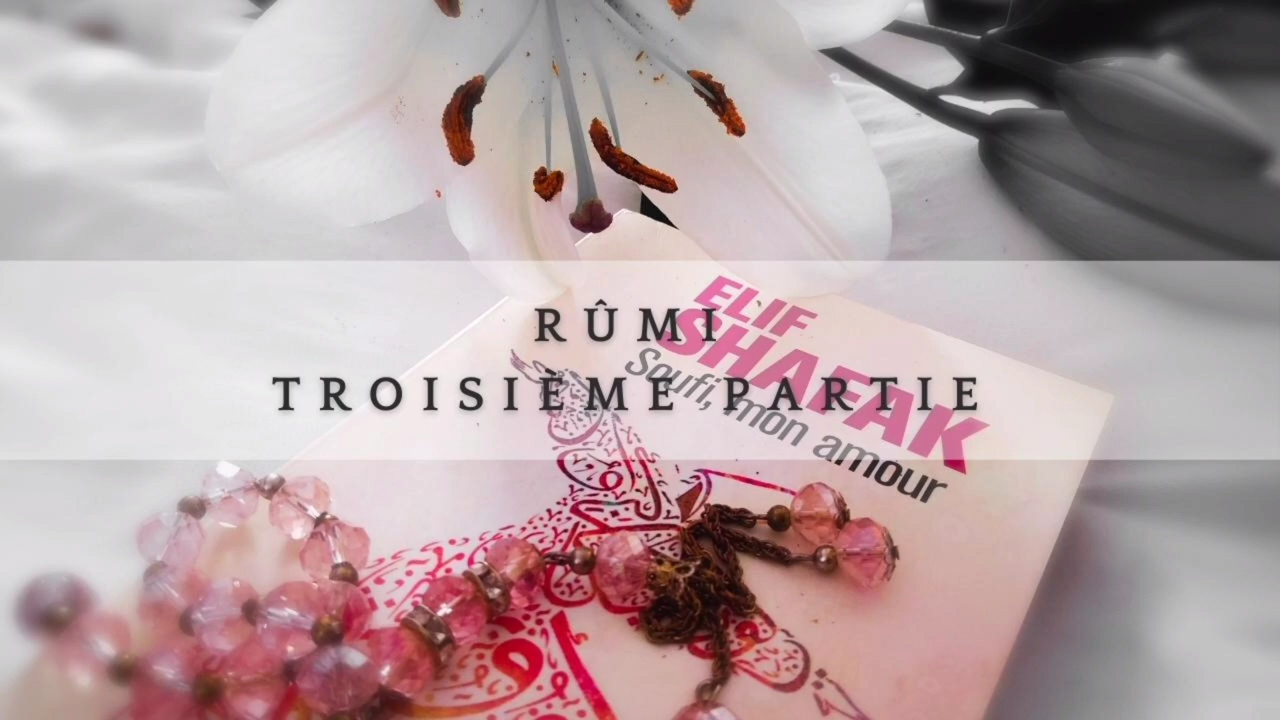 RÛMI
TROISIÈME PARTIE
ELIF
SHAFAK
Soufi, mon amour